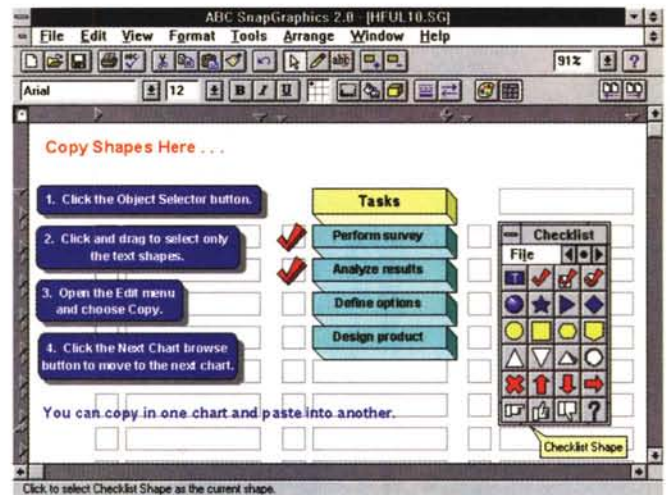 ABC SnapGraphics 2.0 - [HFUL10.SG]
File Edit View Format Tools Arrange Window Help
abc 91% ?
Arial 12 B I U
Copy Shapes Here . . .
1. Click the Object Selector button.
2. Click and drag to select only
the text shapes.
3. Open the Edit menu
and choose Copy.
4. Click the Next Chart browse
button to move to the next chart.
You can copy in one chart and paste into another.
Tasks
Perform survey
Analyze results
Define options
Design product
Checklist
File
T
?
Checklist Shape
Click to select Checklist Shape as the current shape.